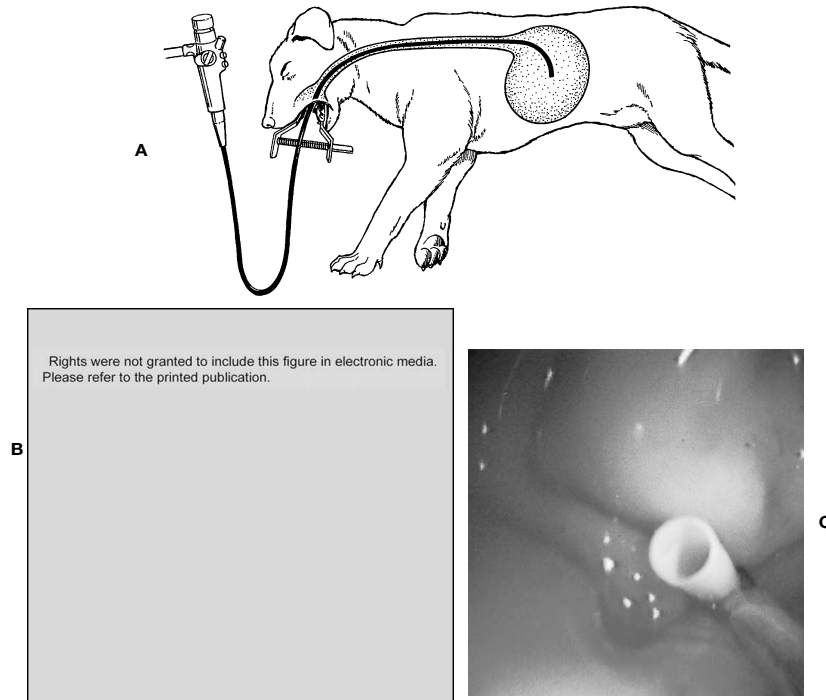 A
Rights were not granted to include this figure in electronic media.
Please refer to the printed publication.
B
C